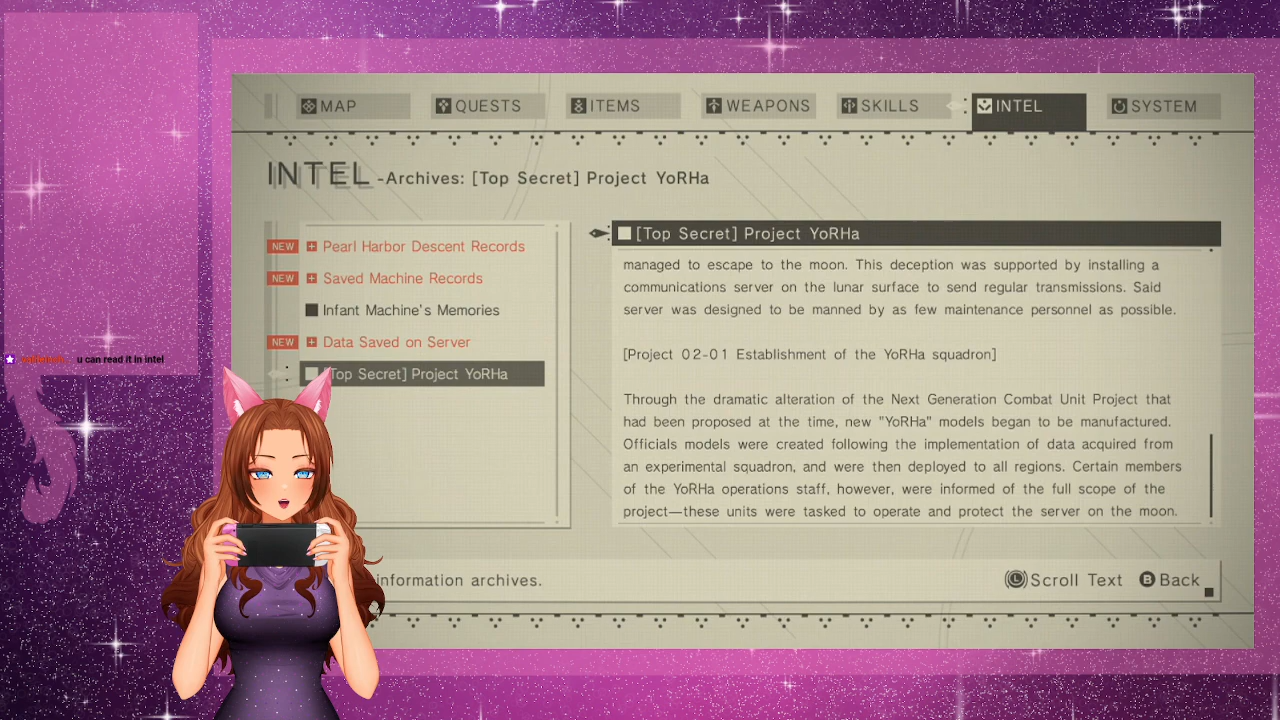 MAP QUESTS ITEMS WEAPONS SKILLS INTEL SYSTEM
INTEL -Archives: [Top Secret] Project YoRHa
NEW Pearl Harbor Descent Records
NEW Saved Machine Records
Infant Machine's Memories
NEW Data Saved on Server
[Top Secret] Project YoRHa
[Top Secret] Project YoRHa
managed to escape to the moon. This deception was supported by installing a
communications server on the lunar surface to send regular transmissions. Said
server was designed to be manned by as few maintenance personnel as possible.
[Project 02-01 Establishment of the YoRHa squadron]
Through the dramatic alteration of the Next Generation Combat Unit Project that
had been proposed at the time, new "YoRHa" models began to be manufactured.
Officials models were created following the implementation of data acquired from
an experimental squadron, and were then deployed to all regions. Certain members
of the YoRHa operations staff, however, were informed of the full scope of the
project—these units were tasked to operate and protect the server on the moon.
u can read it in intel
information archives.
L Scroll Text B Back